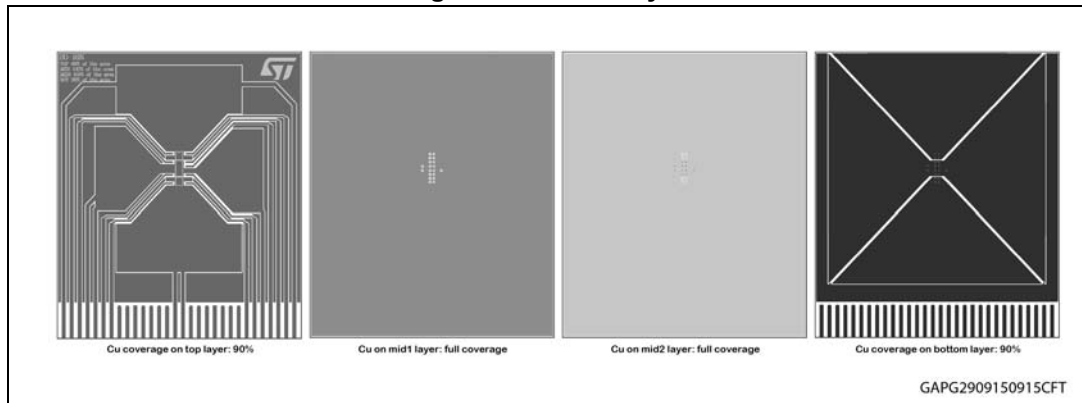 Cu coverage on top layer: 90%
Cu on mid1 layer: full coverage
Cu on mid2 layer: full coverage
Cu coverage on bottom layer: 90%
GAPG2909150915CFT